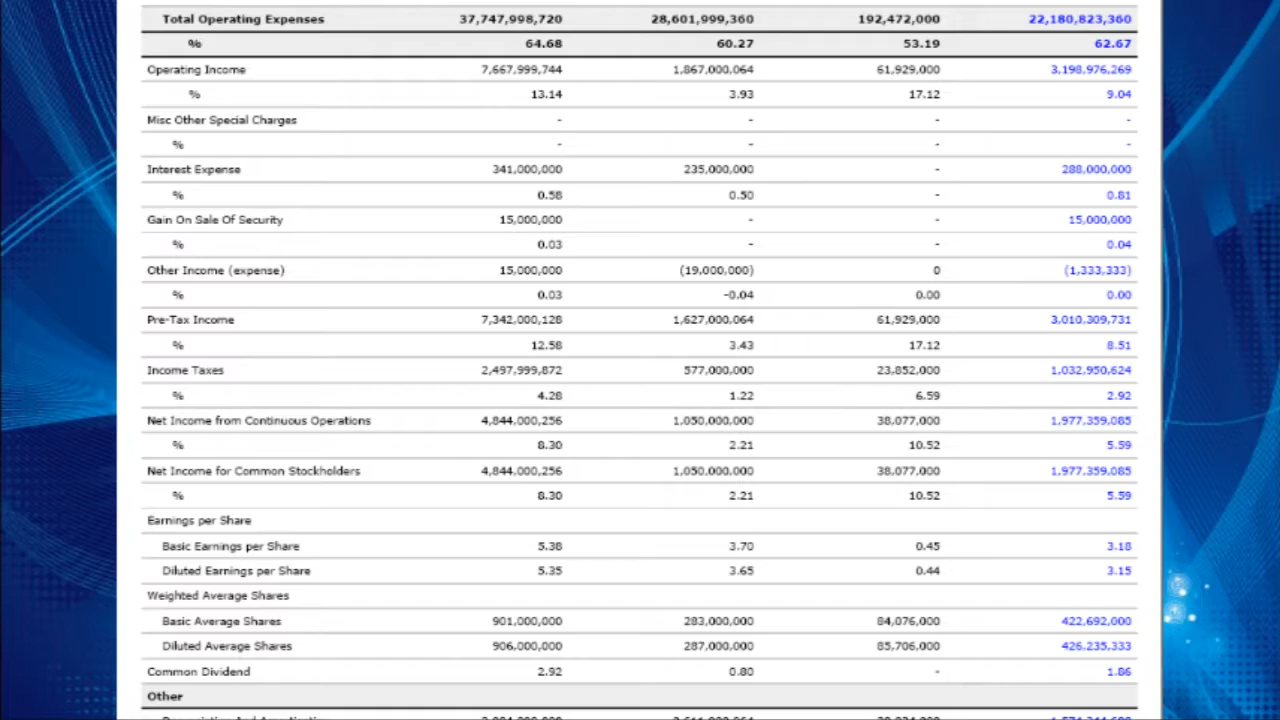 Total Operating Expenses 37,747,998,720 28,601,999,360 192,472,000 22,180,823,360
% 64.68 60.27 53.19 62.67
Operating Income 7,667,999,744 1,867,000,064 61,929,000 3,198,976,269
% 13.14 3.93 17.12 9.04
Misc Other Special Charges - - - -
% - - - -
Interest Expense 341,000,000 235,000,000 - 288,000,000
% 0.58 0.50 - 0.81
Gain On Sale Of Security 15,000,000 - - 15,000,000
% 0.03 - - 0.04
Other Income (expense) 15,000,000 (19,000,000) 0 (1,333,333)
% 0.03 -0.04 0.00 0.00
Pre-Tax Income 7,342,000,128 1,627,000,064 61,929,000 3,010,309,731
% 12.58 3.43 17.12 8.51
Income Taxes 2,497,999,872 577,000,000 23,852,000 1,032,950,624
% 4.28 1.22 6.59 2.92
Net Income from Continuous Operations 4,844,000,256 1,050,000,000 38,077,000 1,977,359,085
% 8.30 2.21 10.52 5.59
Net Income for Common Stockholders 4,844,000,256 1,050,000,000 38,077,000 1,977,359,085
% 8.30 2.21 10.52 5.59
Earnings per Share
Basic Earnings per Share 5.38 3.70 0.45 3.18
Diluted Earnings per Share 5.35 3.65 0.44 3.15
Weighted Average Shares
Basic Average Shares 901,000,000 283,000,000 84,076,000 422,692,000
Diluted Average Shares 906,000,000 287,000,000 85,706,000 426,235,333
Common Dividend 2.92 0.80 - 1.86
Other